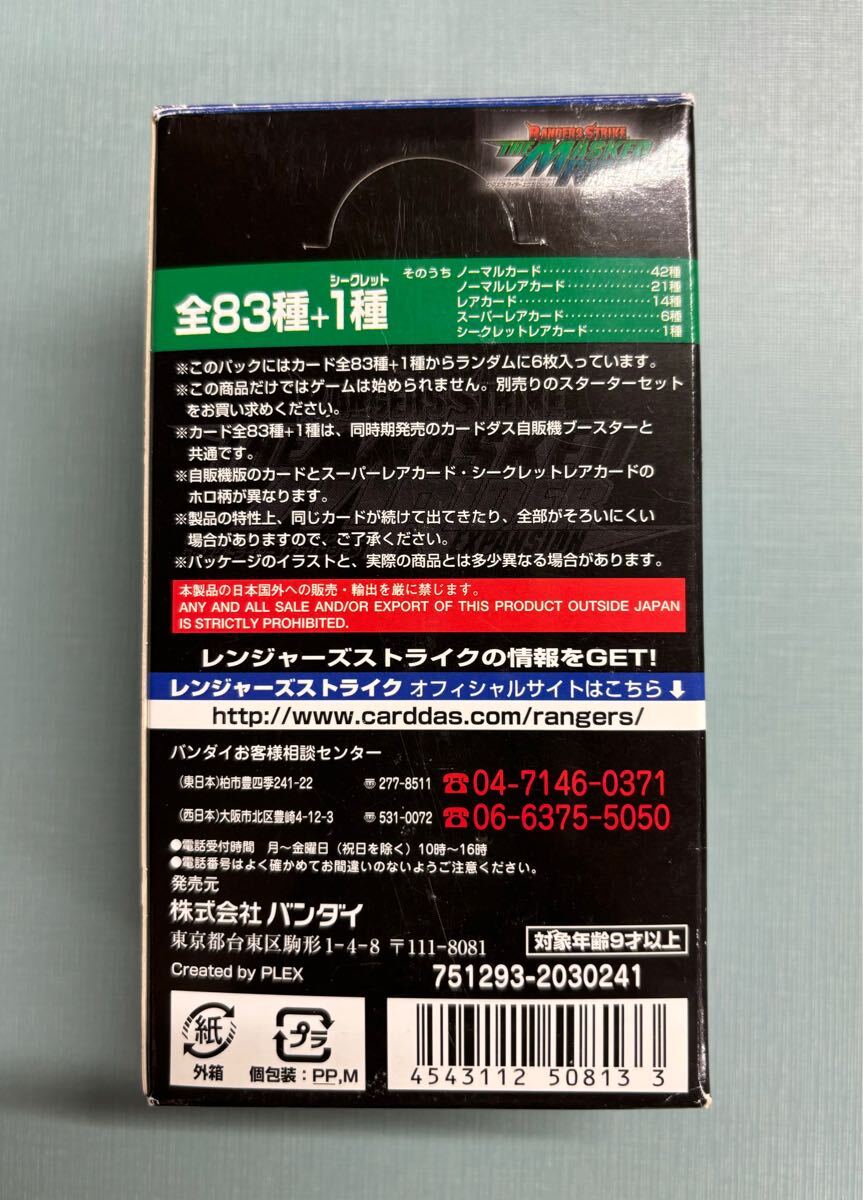 RANGERS STRIKE
THE MASKED
シークレット
全83種+1種
そのうち ノーマルカード・・・・・・・・・・・・・・・・・・42種
ノーマルレアカード・・・・・・・・・・・・・・21種
レアカード・・・・・・・・・・・・・・・・・・・・・・14種
スーパーレアカード・・・・・・・・・・・・・・・6種
シークレットレアカード・・・・・・・・・・・1種
※このパックにはカード全83種+1種からランダムに6枚入っています。
※この商品だけではゲームは始められません。別売りのスターターセット
をお買い求めください。
※カード全83種+1種は、同時期発売のカードダス自販機ブースターと
共通です。
※自販機版のカードとスーパーレアカード・シークレットレアカードの
ホロ柄が異なります。
※製品の特性上、同じカードが続けて出てきたり、全部がそろいにくい
場合がありますので、ご了承ください。
※パッケージのイラストと、実際の商品とは多少異なる場合があります。
EXPANSION
本製品の日本国外への販売・輸出を厳に禁じます。
ANY AND ALL SALE AND/OR EXPORT OF THIS PRODUCT OUTSIDE JAPAN
IS STRICTLY PROHIBITED.
レンジャーズストライクの情報をGET!
レンジャーズストライク オフィシャルサイトはこちら⬇
http://www.carddas.com/rangers/
バンダイお客様相談センター
(東日本)柏市豊四季241-22 〠 277-8511 ☎04-7146-0371
(西日本)大阪市北区豊崎4-12-3 〠 531-0072 ☎06-6375-5050
●電話受付時間 月〜金曜日(祝日を除く)10時〜16時
●電話番号はよく確かめてお間違いのないようご注意ください。
発売元
株式会社 バンダイ
東京都台東区駒形1-4-8 〒111-8081
対象年齢9才以上
Created by PLEX
751293-2030241
紙
外箱
プラ
個包装:PP,M
4543112 50813 3